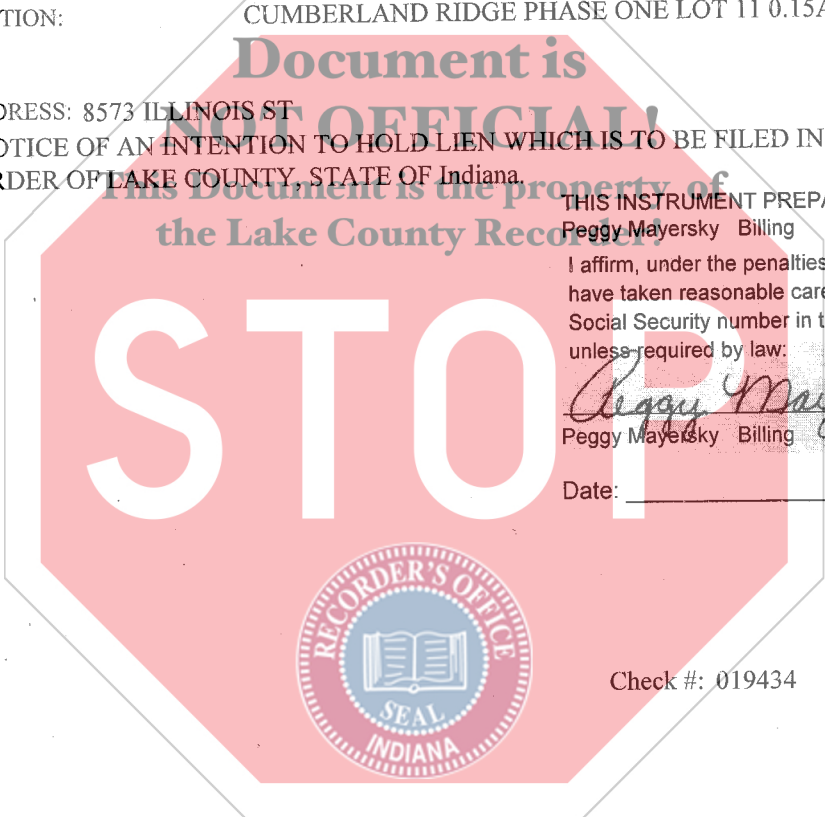 TION: CUMBERLAND RIDGE PHASE ONE LOT 11 0.15A
Document is
NOT OFFICIAL!
DRESS: 8573 ILLINOIS ST
OTICE OF AN INTENTION TO HOLD LIEN WHICH IS TO BE FILED IN
RDER OF LAKE COUNTY, STATE OF Indiana.
This Document is the property of
the Lake County Recorder!
THIS INSTRUMENT PREPA
Peggy Mayersky Billing
I affirm, under the penalties
have taken reasonable care
Social Security number in t
unless required by law:
Peggy May
Peggy Mayersky Billing
Date:
STOP
RECORDER'S OFFICE
SEAL
INDIANA
Check #: 019434